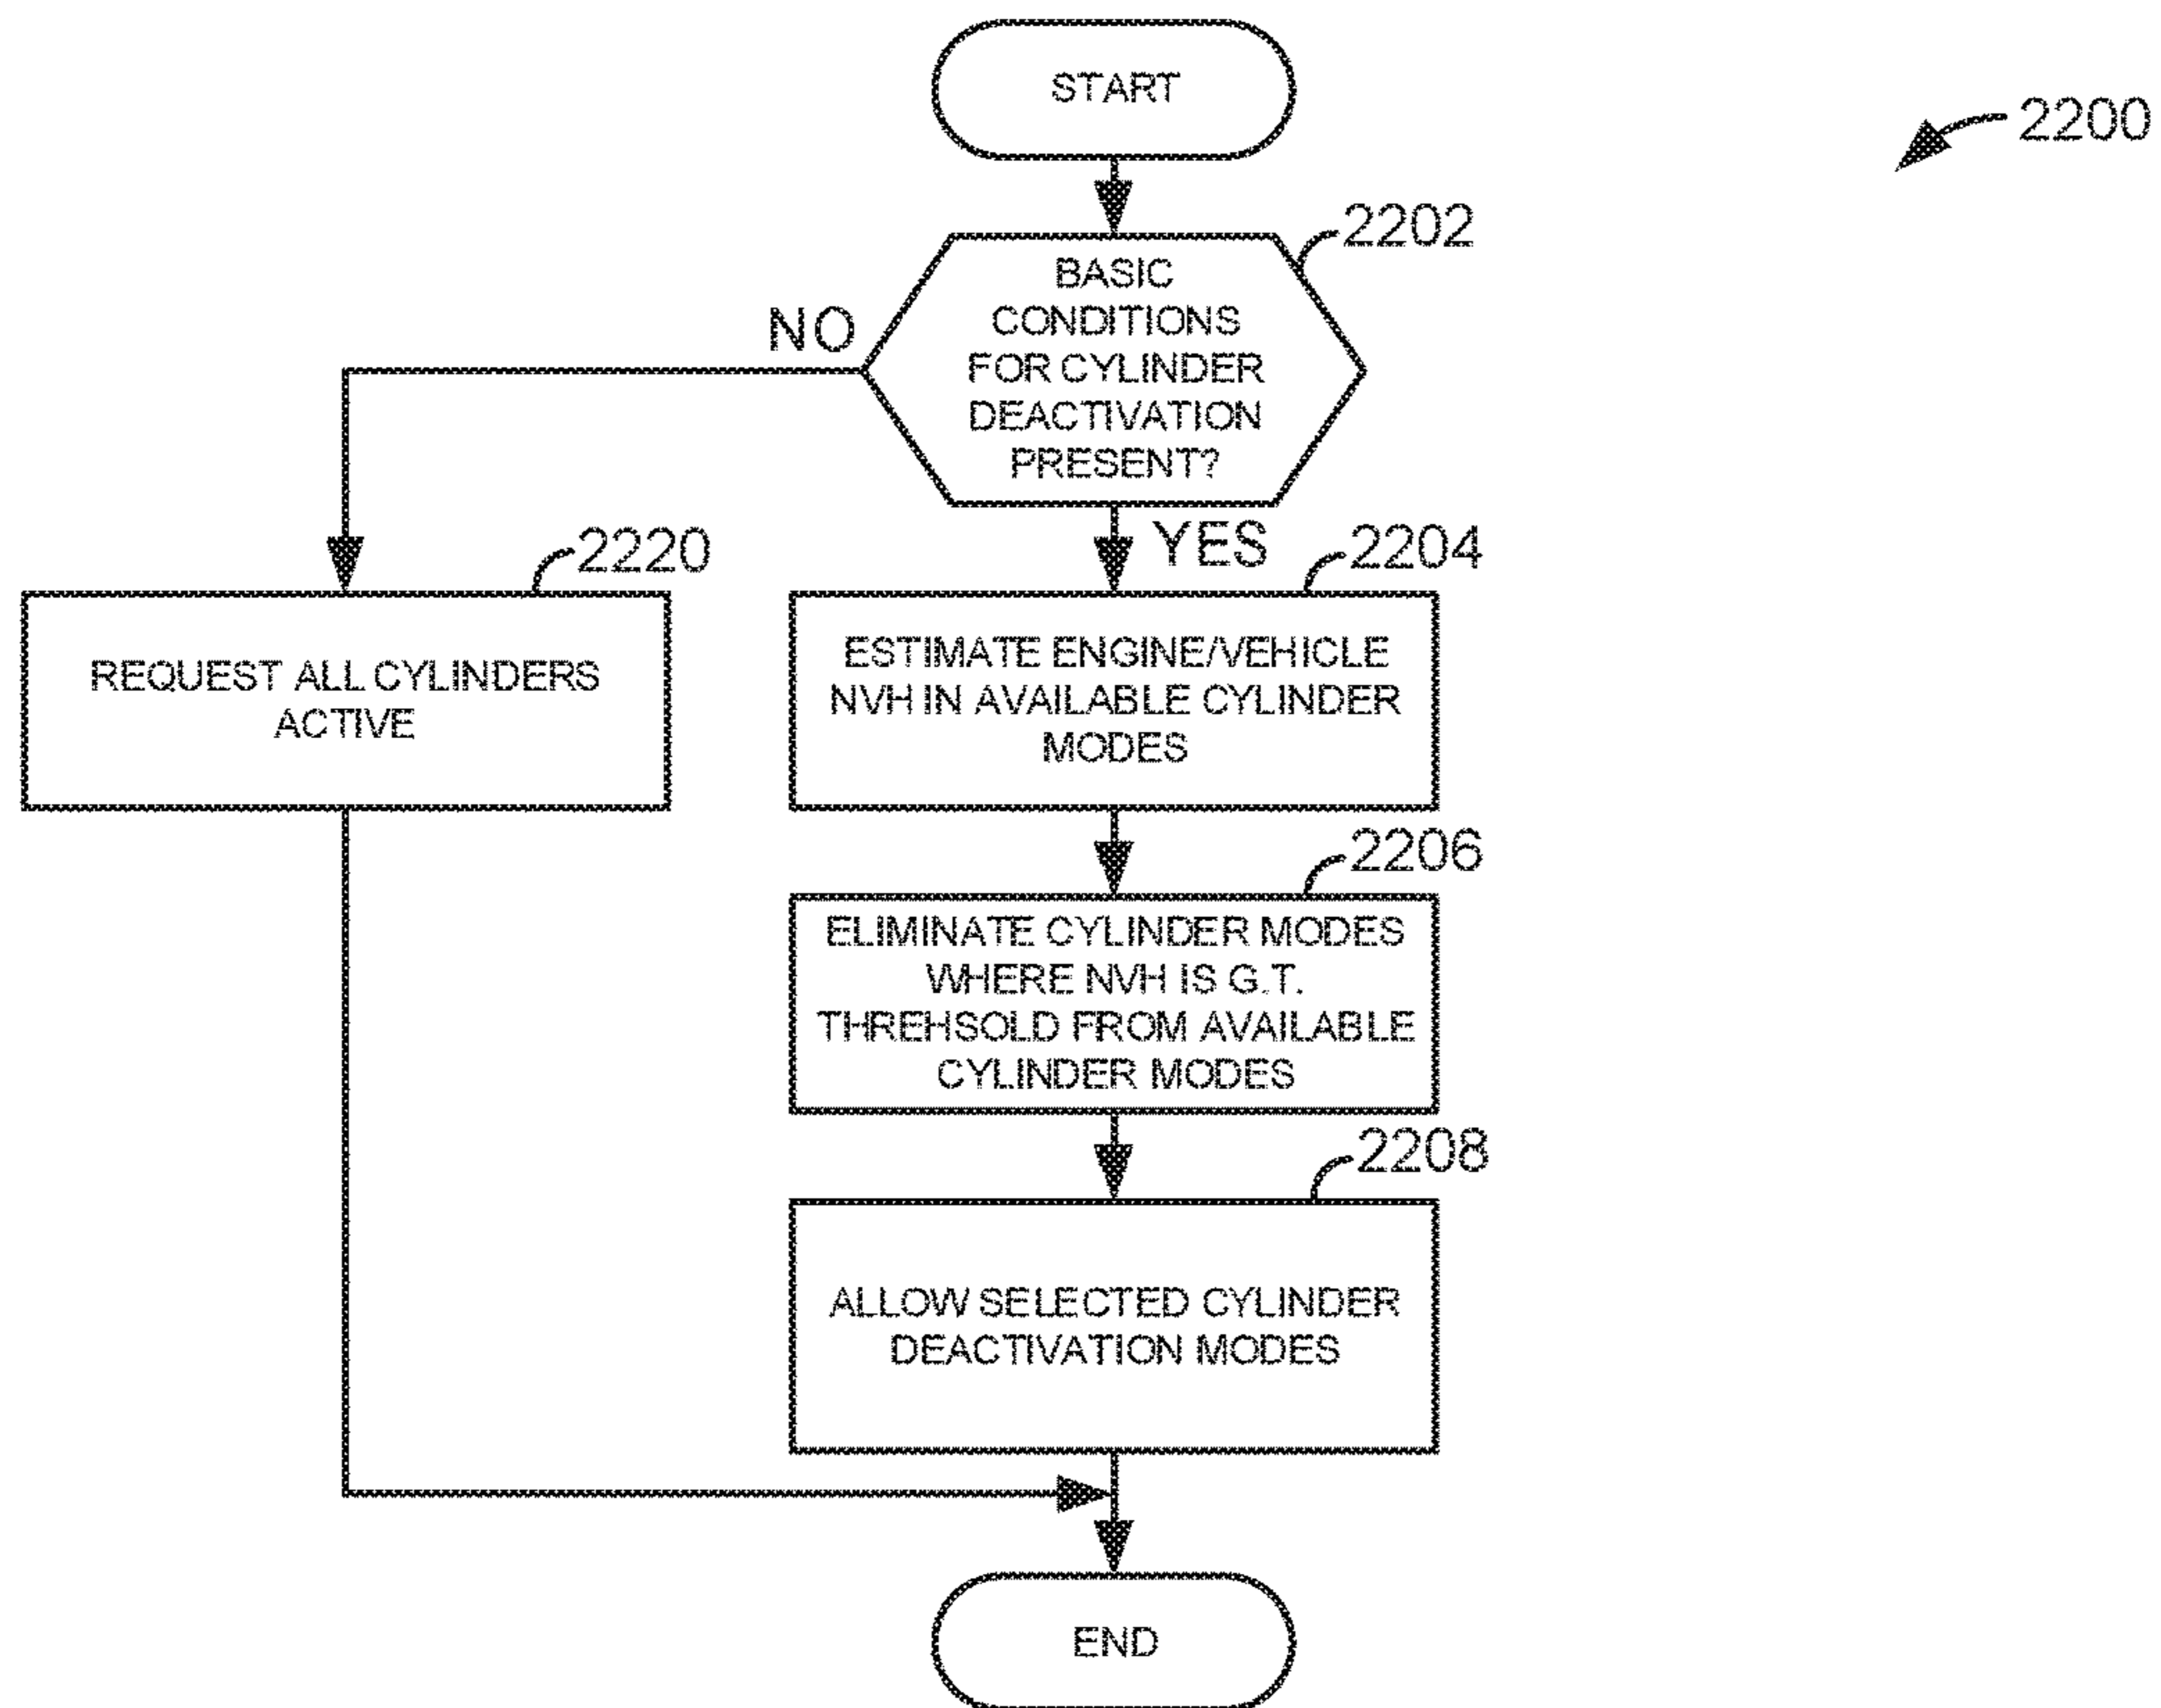 START
2200
2202
BASIC
CONDITIONS
FOR CYLINDER
DEACTIVATION
PRESENT?
NO
YES
2220
REQUEST ALL CYLINDERS
ACTIVE
2204
ESTIMATE ENGINE/VEHICLE
NVH IN AVAILABLE CYLINDER
MODES
2206
ELIMINATE CYLINDER MODES
WHERE NVH IS G.T.
THREHSOLD FROM AVAILABLE
CYLINDER MODES
2208
ALLOW SELECTED CYLINDER
DEACTIVATION MODES
END